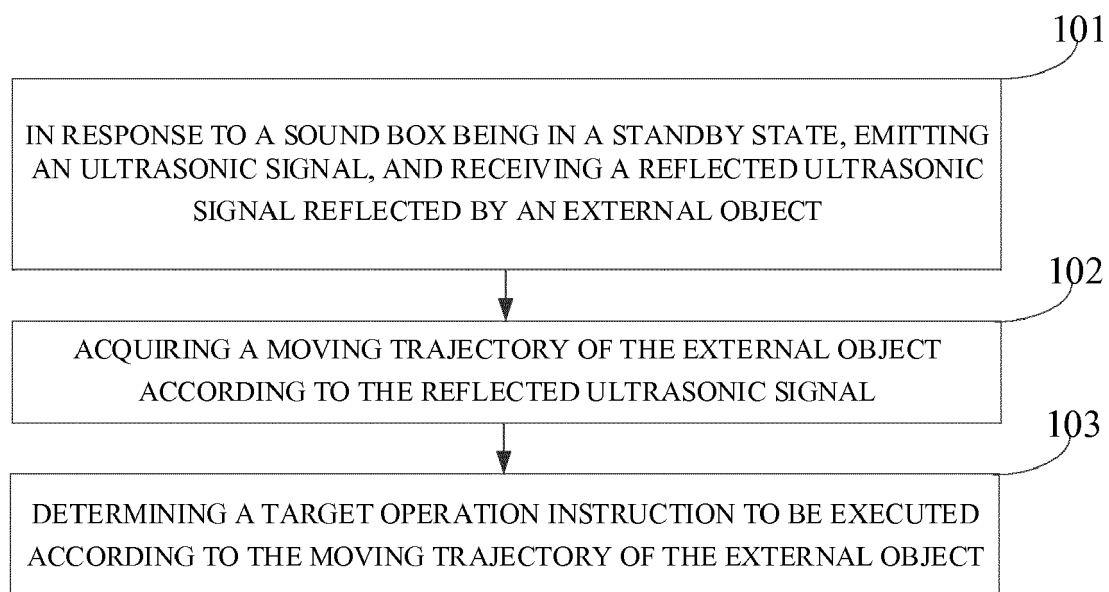 101
IN RESPONSE TO A SOUND BOX BEING IN A STANDBY STATE, EMITTING
AN ULTRASONIC SIGNAL, AND RECEIVING A REFLECTED ULTRASONIC
SIGNAL REFLECTED BY AN EXTERNAL OBJECT
102
ACQUIRING A MOVING TRAJECTORY OF THE EXTERNAL OBJECT
ACCORDING TO THE REFLECTED ULTRASONIC SIGNAL
103
DETERMINING A TARGET OPERATION INSTRUCTION TO BE EXECUTED
ACCORDING TO THE MOVING TRAJECTORY OF THE EXTERNAL OBJECT